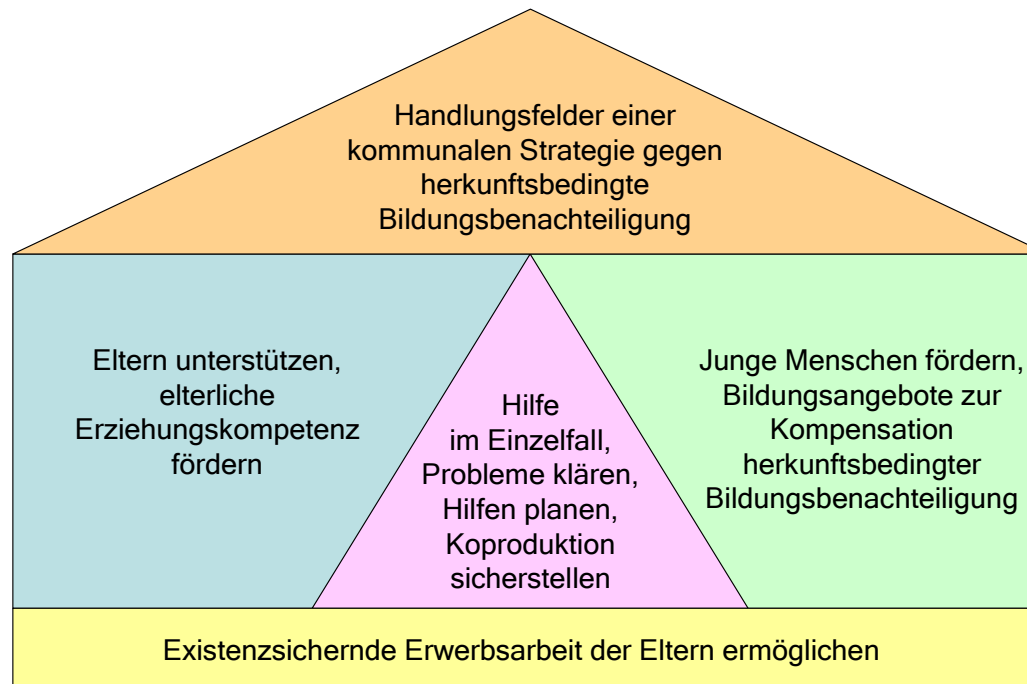 Handlungsfelder einer
kommunalen Strategie gegen
herkunftsbedingte
Bildungsbenachteiligung
Eltern unterstützen,
elterliche
Erziehungskompetenz
fördern
Hilfe
im Einzelfall,
Probleme klären,
Hilfen planen,
Koproduktion
sicherstellen
Junge Menschen fördern,
Bildungsangebote zur
Kompensation
herkunftsbedingter
Bildungsbenachteiligung
Existenzsichernde Erwerbsarbeit der Eltern ermöglichen